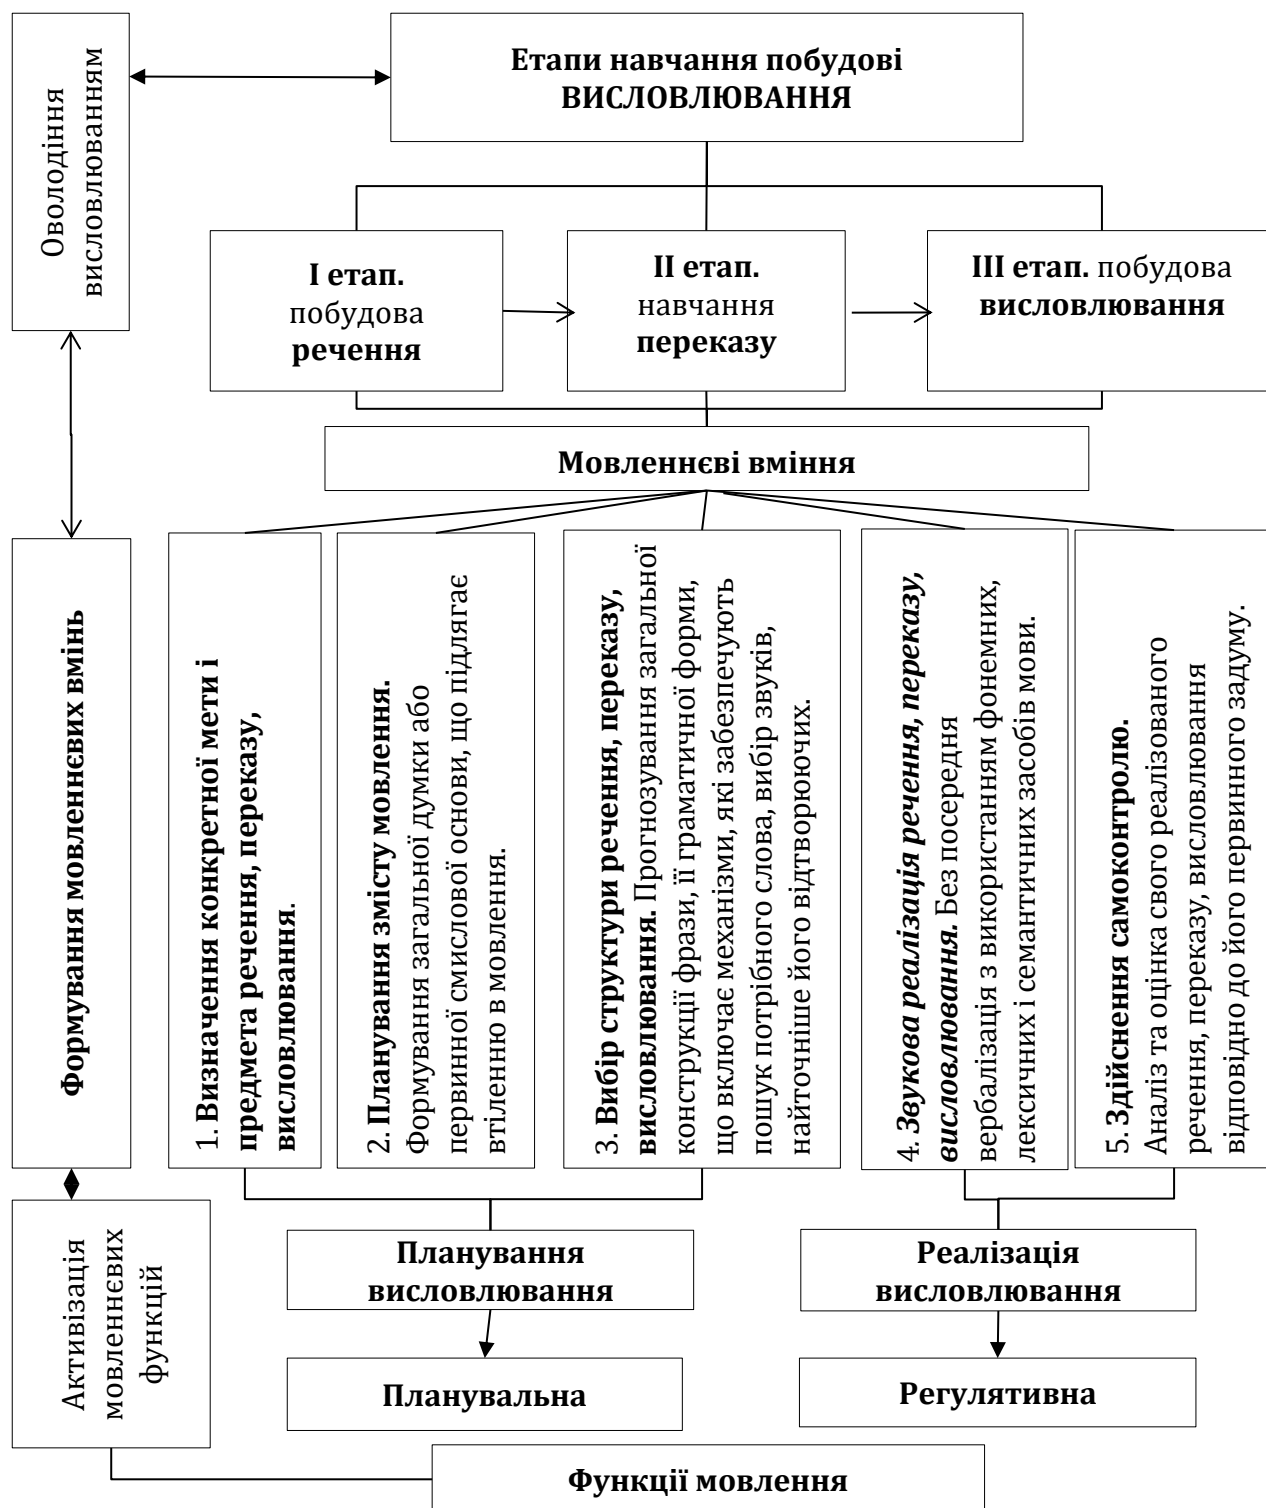 Оволодіння
висловлюванням
Етапи навчання побудові
ВИСЛОВЛЮВАННЯ
І етап.
побудова
речення
ІІ етап.
навчання
переказу
ІІІ етап. побудова
висловлювання
Мовленнєві вміння
Формування мовленнєвих вмінь
1. Визначення конкретної мети і
предмета речення, переказу,
висловлювання.
2. Планування змісту мовлення.
Формування загальної думки або
первинної смислової основи, що підлягає
втіленню в мовлення.
3. Вибір структури речення, переказу,
висловлювання. Прогнозування загальної
конструкції фрази, її граматичної форми,
що включає механізми, які забезпечують
пошук потрібного слова, вибір звуків,
найточніше його відтворюючих.
4. Звукова реалізація речення, переказу,
висловлювання. Без посередня
вербалізація з використанням фонемних,
лексичних і семантичних засобів мови.
5. Здійснення самоконтролю.
Аналіз та оцінка свого реалізованого
речення, переказу, висловлювання
відповідно до його первинного задуму.
Активізація
мовленнєвих
функцій
Планування
висловлювання
Реалізація
висловлювання
Планувальна
Регулятивна
Функції мовлення